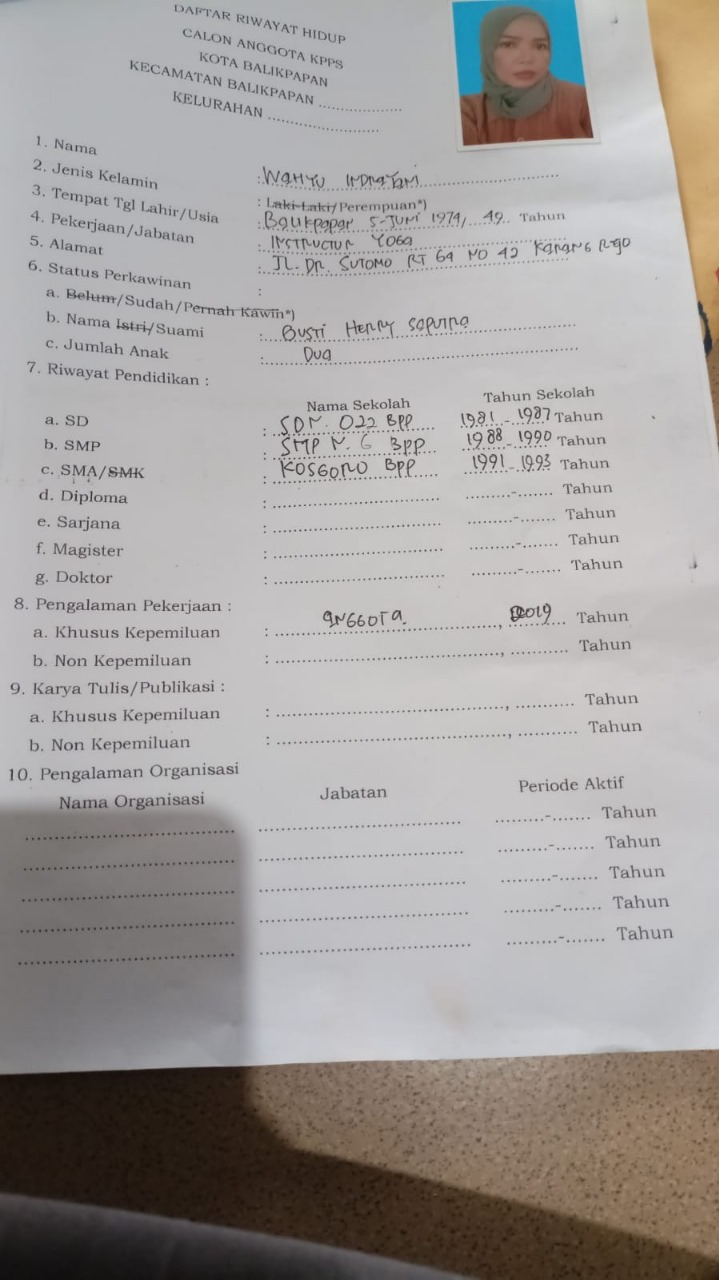 DAFTAR RIWAYAT HIDUP
CALON ANGGOTA KPPS
KOTA BALIKPAPAN
KECAMATAN BALIKPAPAN ..................
KELURAHAN ........................
1. Nama : WAHYU INDRATAM
2. Jenis Kelamin : Laki-Laki/Perempuan*)
3. Tempat Tgl Lahir/Usia : Balikpapan 5-JUNI 1974, 49 Tahun
4. Pekerjaan/Jabatan : INSTRUCTUR YOGA
5. Alamat : JL. DR. SUTOMO RT 69 NO 42 KARANG REJO
6. Status Perkawinan :
a. Belum/Sudah/Pernah Kawin*)
b. Nama Istri/Suami : GUSTI HENRY SAPUTRA
c. Jumlah Anak : DUA
7. Riwayat Pendidikan :
Nama Sekolah Tahun Sekolah
a. SD : SDN. 022 BPP 1981 - 1987 Tahun
b. SMP : SMP N. 6 BPP 1988 - 1990 Tahun
c. SMA/SMK : KOSGORO BPP 1991 - 1993 Tahun
d. Diploma : .............................. .........-....... Tahun
e. Sarjana : .............................. .........-....... Tahun
f. Magister : .............................. .........-....... Tahun
g. Doktor : .............................. .........-....... Tahun
8. Pengalaman Pekerjaan :
a. Khusus Kepemiluan : ANGGOTA, 2019 Tahun
b. Non Kepemiluan : ........................................, ........... Tahun
9. Karya Tulis/Publikasi :
a. Khusus Kepemiluan : ........................................, ........... Tahun
b. Non Kepemiluan : ........................................, ........... Tahun
10. Pengalaman Organisasi
Nama Organisasi Jabatan Periode Aktif
.................................... ................................... .........-....... Tahun
.................................... ................................... .........-....... Tahun
.................................... ................................... .........-....... Tahun
.................................... ................................... .........-....... Tahun
.................................... ................................... .........-....... Tahun